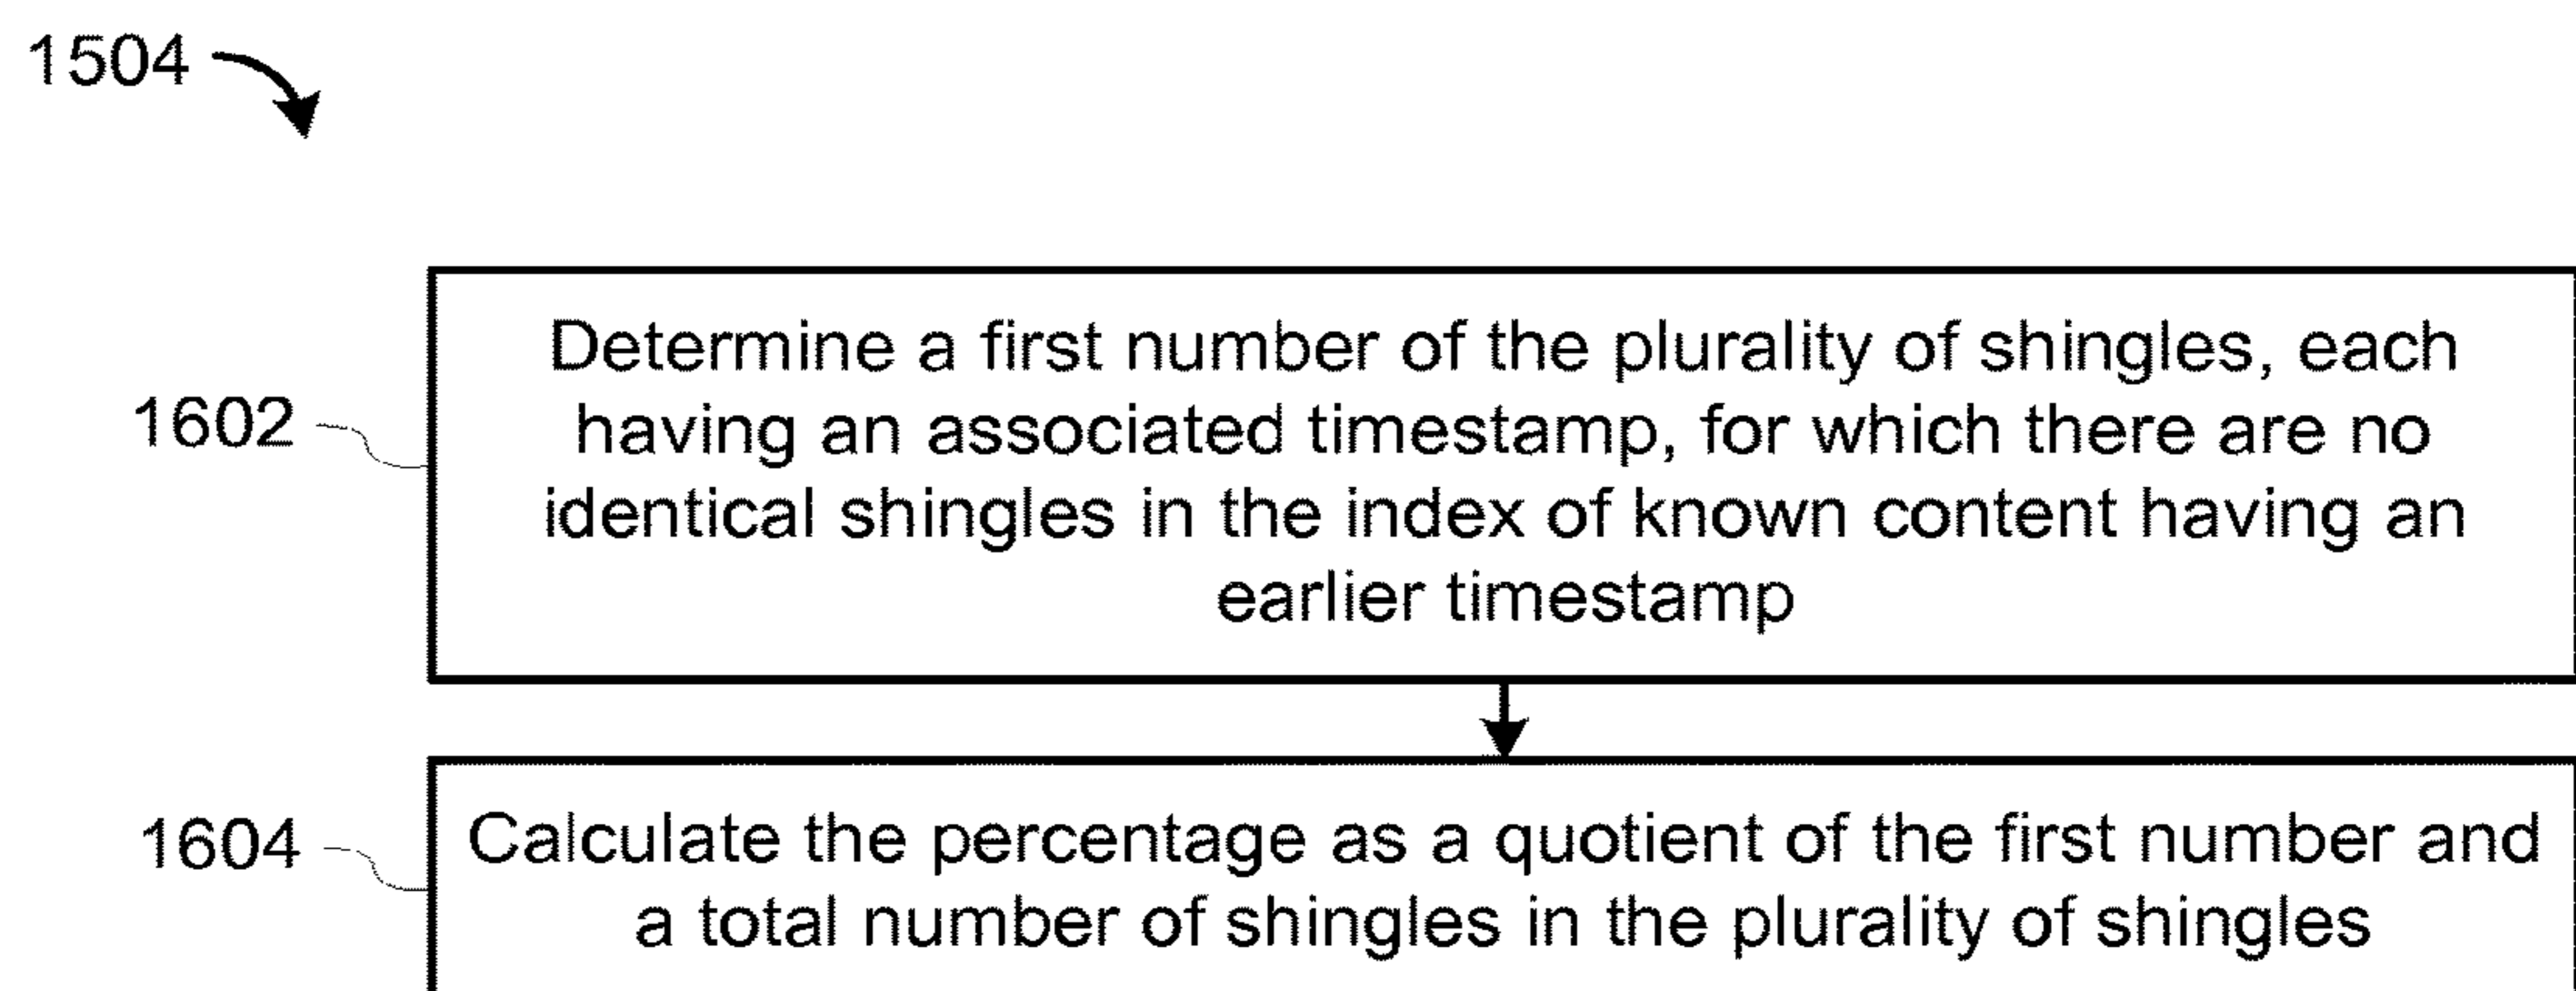 1504
1602
Determine a first number of the plurality of shingles, each
having an associated timestamp, for which there are no
identical shingles in the index of known content having an
earlier timestamp
1604
Calculate the percentage as a quotient of the first number and
a total number of shingles in the plurality of shingles